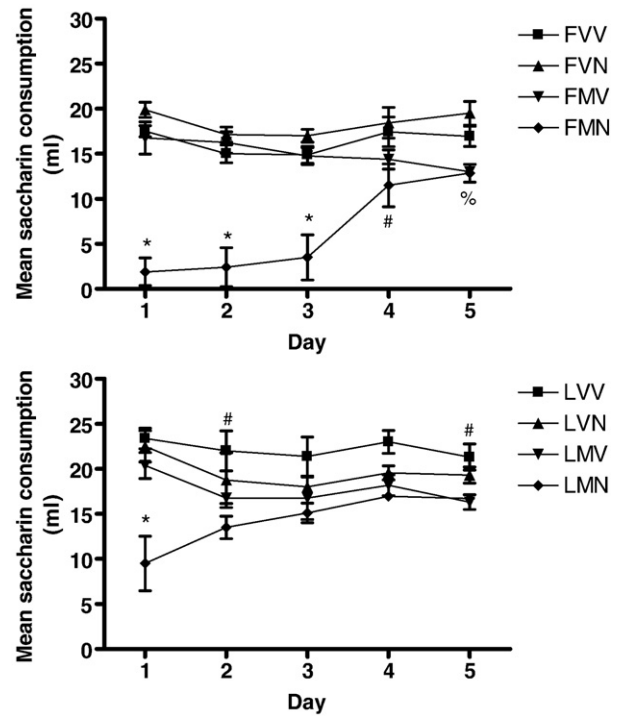 Mean saccharin consumption
(ml)
30
25
20
15
10
5
0
* * * # %
1 2 3 4 5
Day
FVV
FVN
FMV
FMN
Mean saccharin consumption
(ml)
30
25
20
15
10
5
0
* # #
1 2 3 4 5
Day
LVV
LVN
LMV
LMN